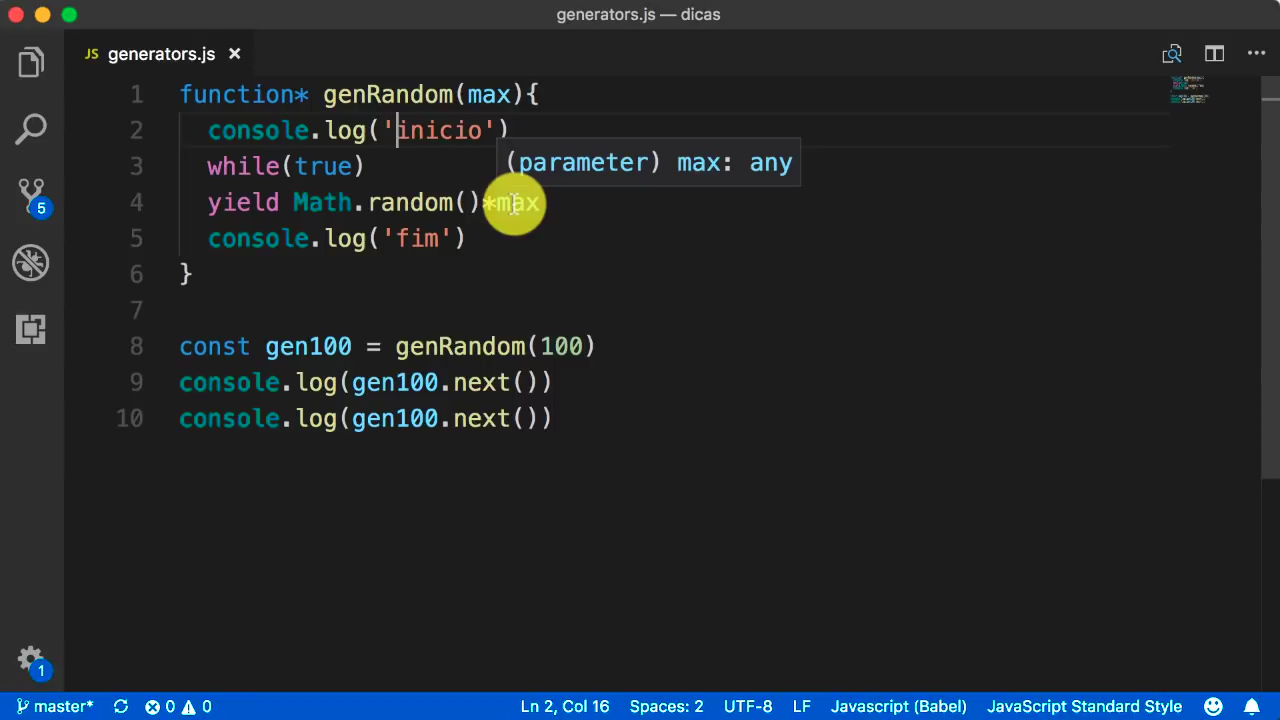 generators.js — dicas
JS generators.js ×
1 function* genRandom(max){
2 console.log('inicio')
3 while(true)
(parameter) max: any
4 yield Math.random()*max
5 console.log('fim')
6 }
7
8 const gen100 = genRandom(100)
9 console.log(gen100.next())
10 console.log(gen100.next())
5
1
master* 0 0 Ln 2, Col 16 Spaces: 2 UTF-8 LF Javascript (Babel) JavaScript Standard Style